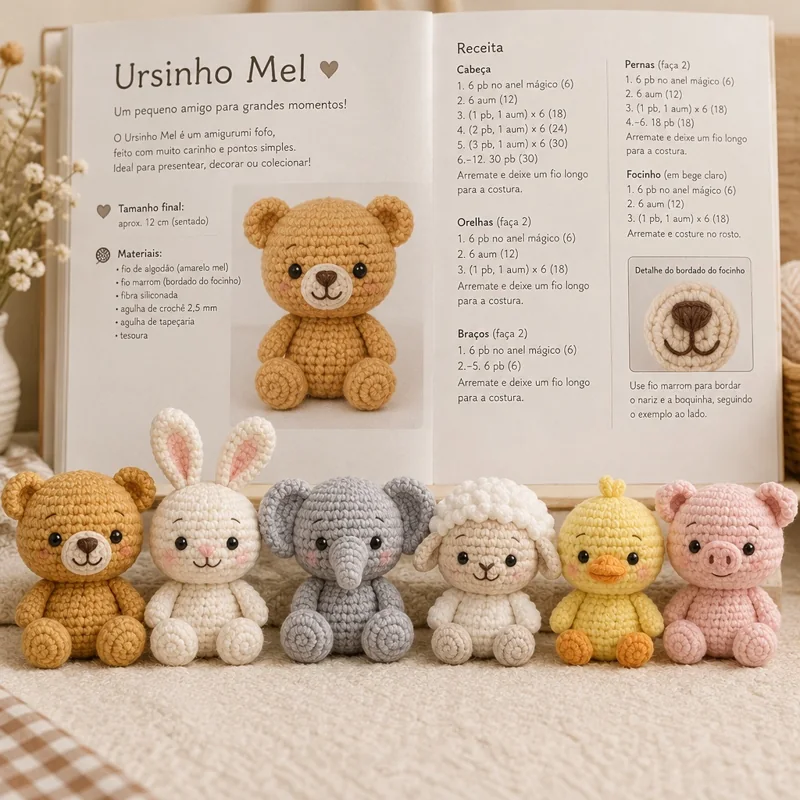 Ursinho Mel
Um pequeno amigo para grandes momentos!
O Ursinho Mel é um amigurumi fofo,
feito com muito carinho e pontos simples.
Ideal para presentear, decorar ou colecionar!
Tamanho final:
aprox. 12 cm (sentado)
Materiais:
• fio de algodão (amarelo mel)
• fio marrom (bordado do focinho)
• fibra siliconada
• agulha de crochê 2,5 mm
• agulha de tapeçaria
• tesoura
Receita
Cabeça
1. 6 pb no anel mágico (6)
2. 6 aum (12)
3. (1 pb, 1 aum) x 6 (18)
4. (2 pb, 1 aum) x 6 (24)
5. (3 pb, 1 aum) x 6 (30)
6.–12. 30 pb (30)
Arremate e deixe um fio longo
para a costura.
Orelhas (faça 2)
1. 6 pb no anel mágico (6)
2. 6 aum (12)
3. (1 pb, 1 aum) x 6 (18)
Arremate e deixe um fio longo
para a costura.
Braços (faça 2)
1. 6 pb no anel mágico (6)
2.–5. 6 pb (6)
Arremate e deixe um fio longo
para a costura.
Pernas (faça 2)
1. 6 pb no anel mágico (6)
2. 6 aum (12)
3. (1 pb, 1 aum) x 6 (18)
4.–6. 18 pb (18)
Arremate e deixe um fio longo
para a costura.
Focinho (em bege claro)
1. 6 pb no anel mágico (6)
2. 6 aum (12)
3. (1 pb, 1 aum) x 6 (18)
Arremate e costure no rosto.
Detalhe do bordado do focinho
Use fio marrom para bordar
o nariz e a boquinha, seguindo
o exemplo ao lado.